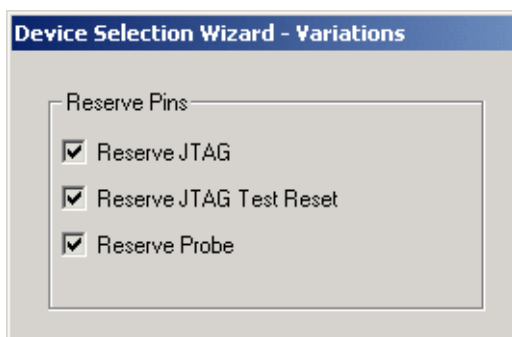 Device Selection Wizard - Variations
Reserve Pins
Reserve JTAG
Reserve JTAG Test Reset
Reserve Probe